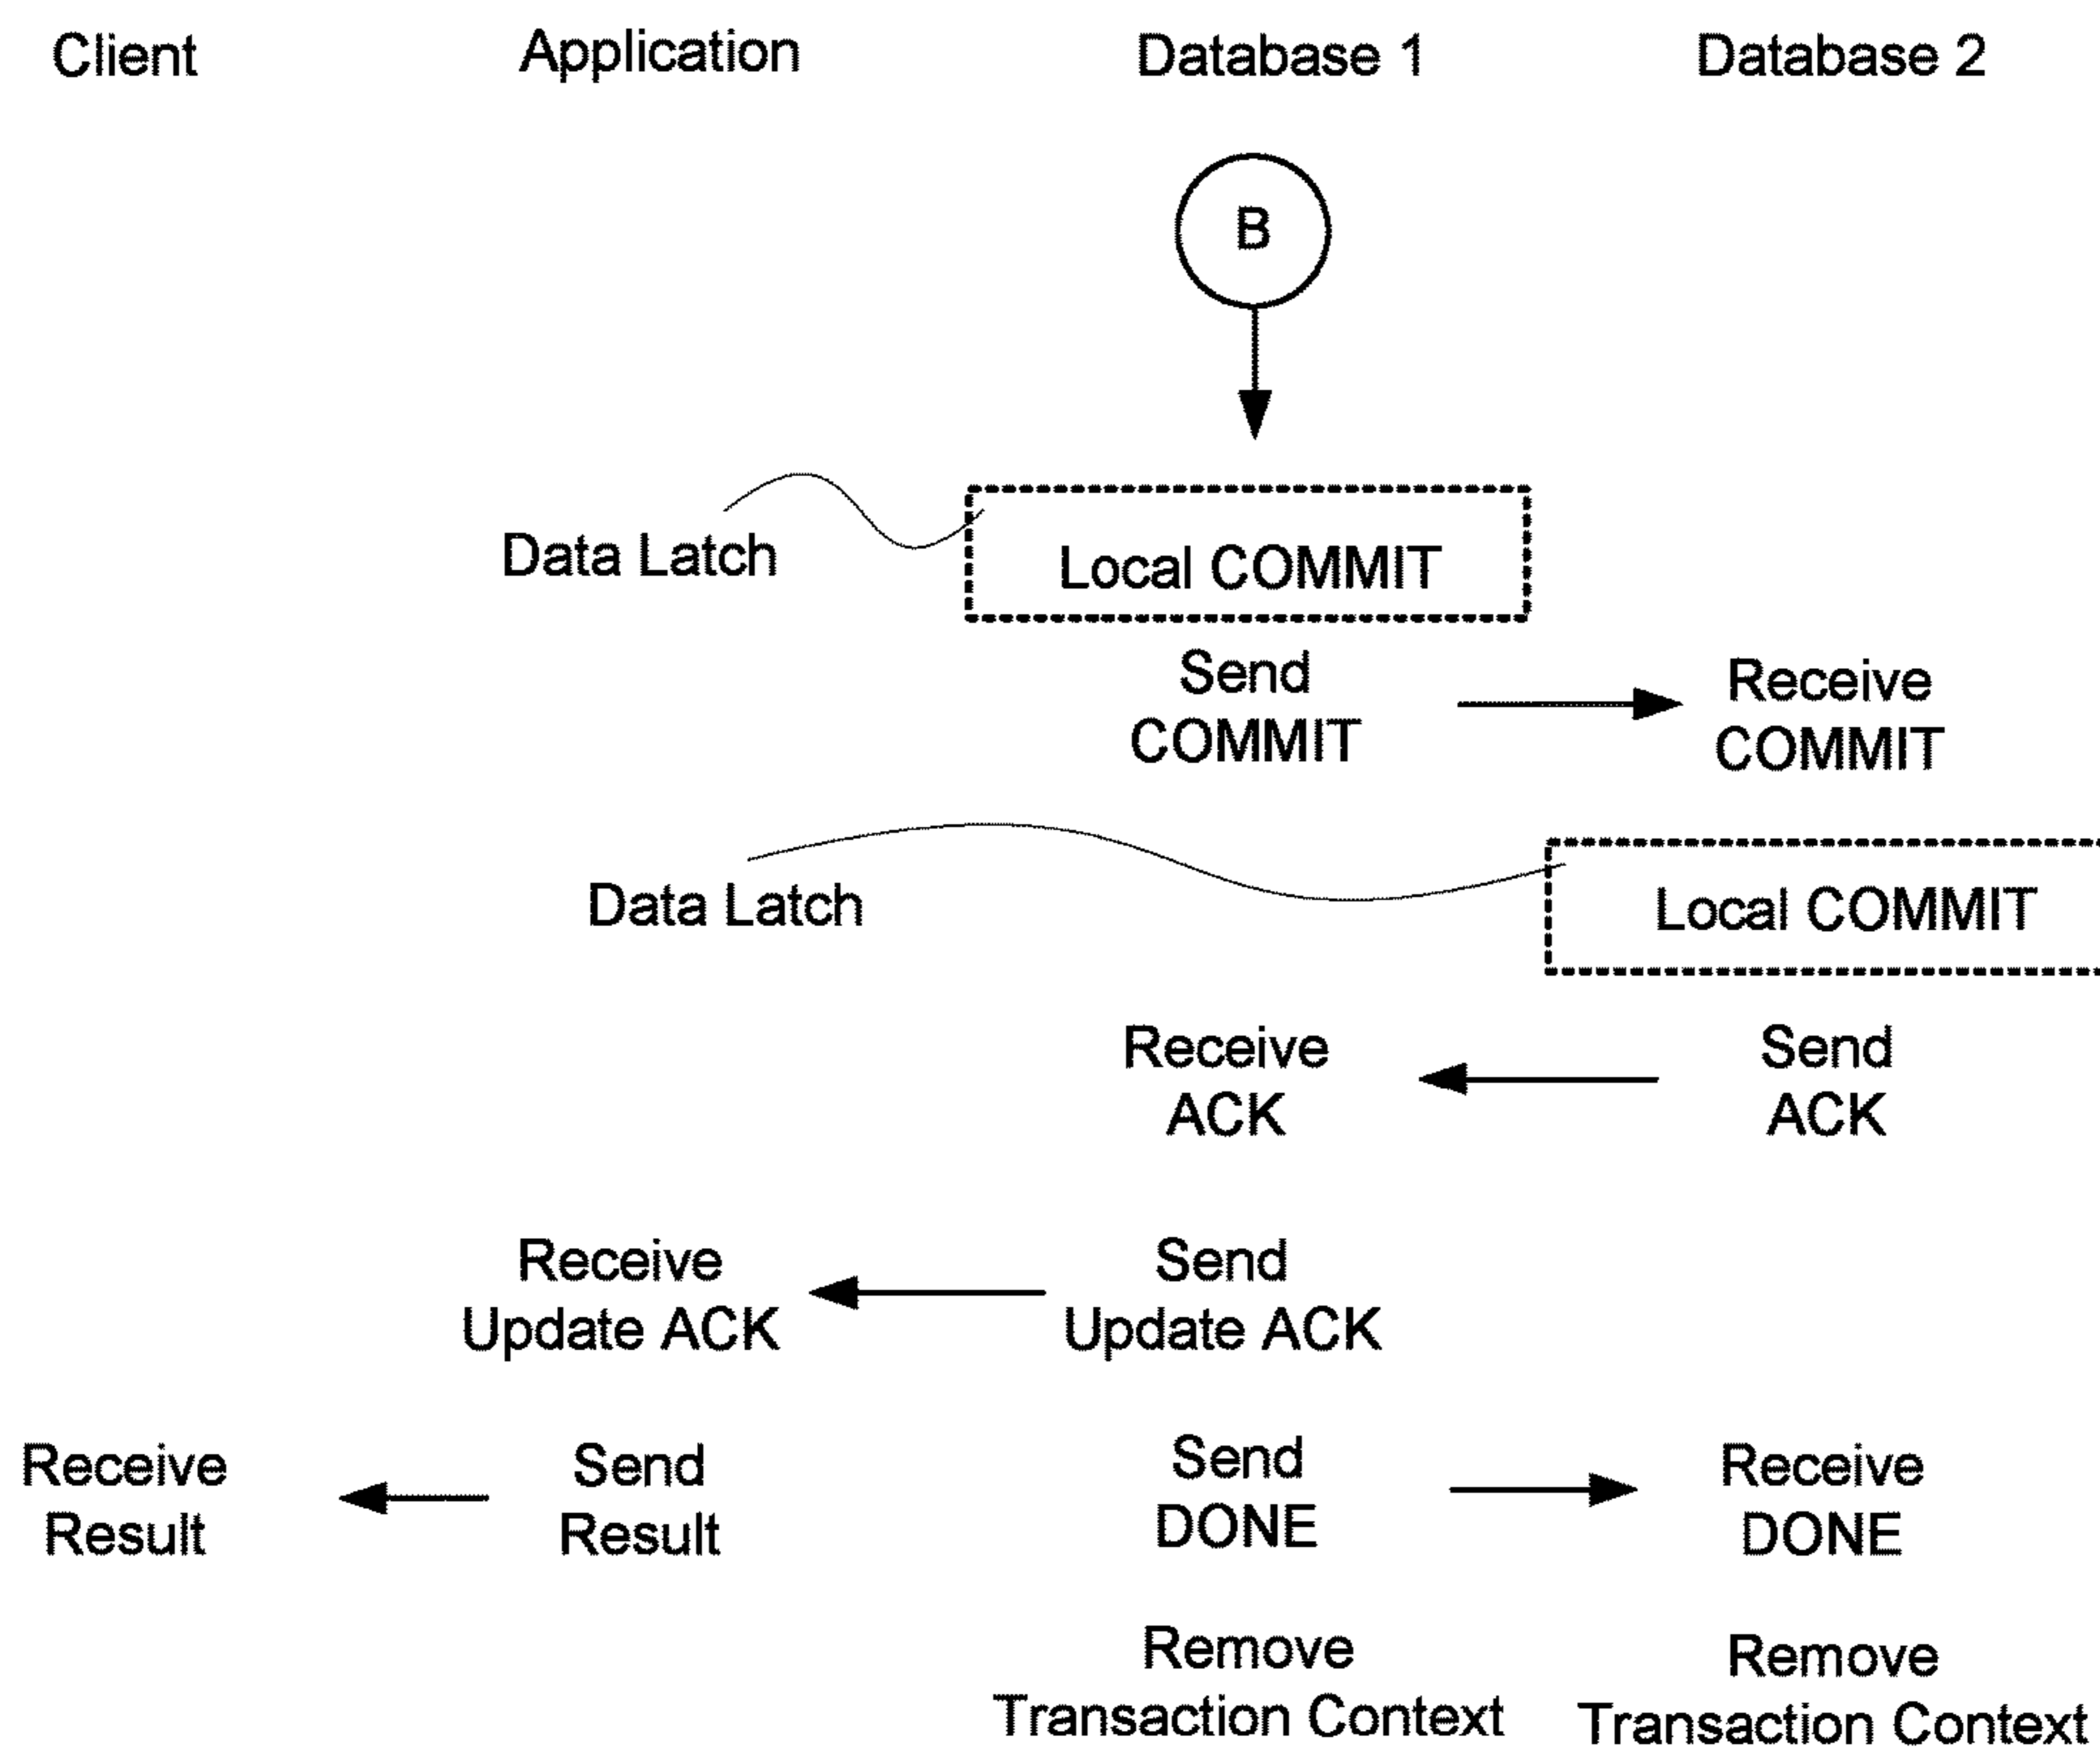 Client
Application
Database 1
Database 2
B
Data Latch
Local COMMIT
Send
COMMIT
Receive
COMMIT
Data Latch
Local COMMIT
Receive
ACK
Send
ACK
Receive
Update ACK
Send
Update ACK
Receive
Result
Send
Result
Send
DONE
Receive
DONE
Remove
Transaction Context
Remove
Transaction Context